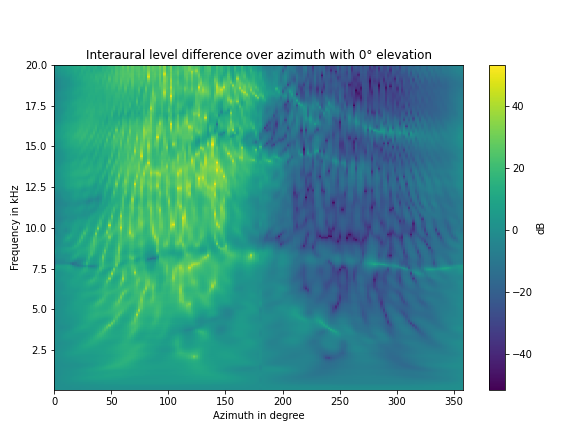 Interaural level difference over azimuth with 0° elevation
20.0
17.5
15.0
12.5
10.0
7.5
5.0
2.5
Frequency in kHz
0 50 100 150 200 250 300 350
Azimuth in degree
40
20
0
−20
−40
dB